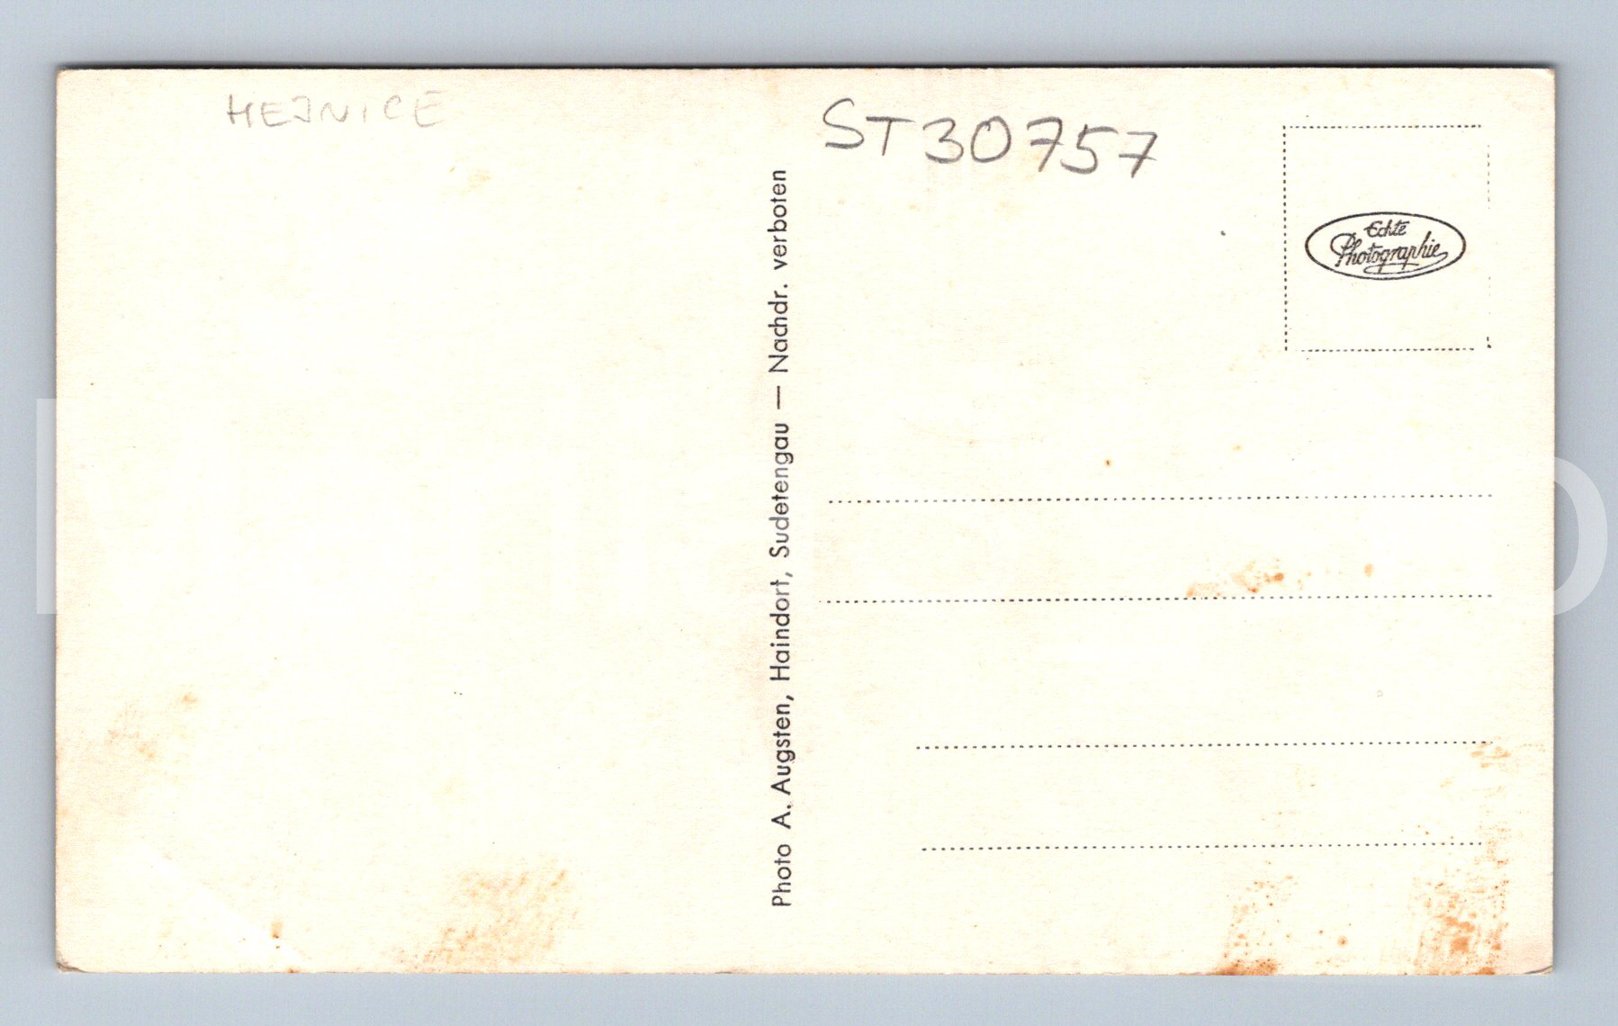 HEJNICE
ST30757
Echte
Photographie
Photo A. Augsten, Haindorf, Sudetengau — Nachdr. verboten